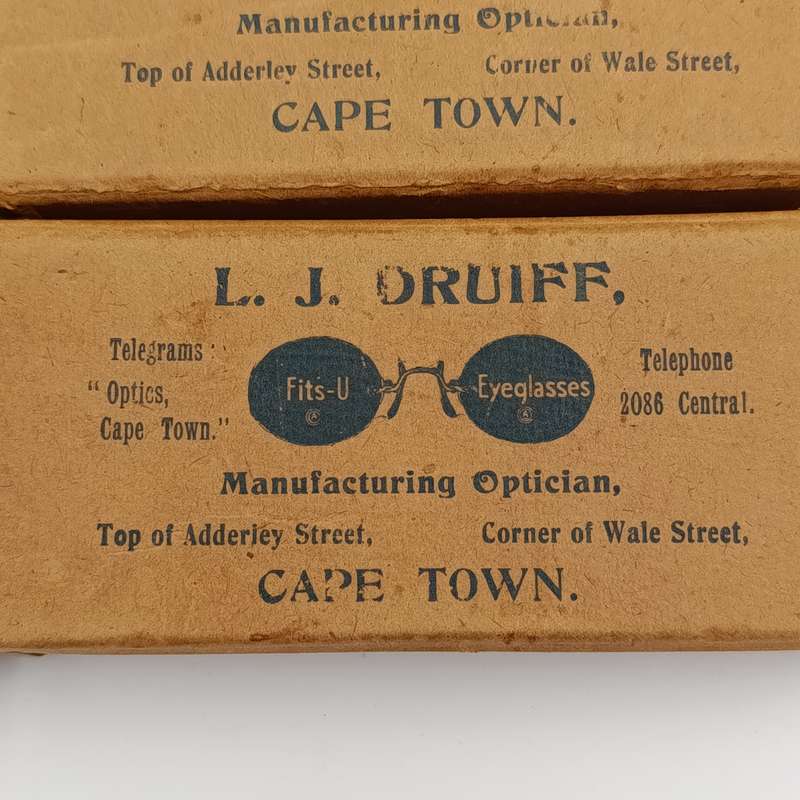 Manufacturing Optician,
Top of Adderley Street, Corner of Wale Street,
CAPE TOWN.
L. J. DRUIFF,
Telegrams:
"Optics,
Cape Town."
Fits-U Eyeglasses
Telephone
2086 Central.
Manufacturing Optician,
Top of Adderley Street, Corner of Wale Street,
CAPE TOWN.